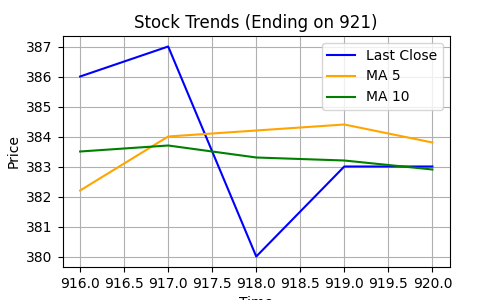 Stock Trends (Ending on 921)
387
386
385
384
383
382
381
380
Price
Last Close
MA 5
MA 10
916.0 916.5 917.0 917.5 918.0 918.5 919.0 919.5 920.0
Time